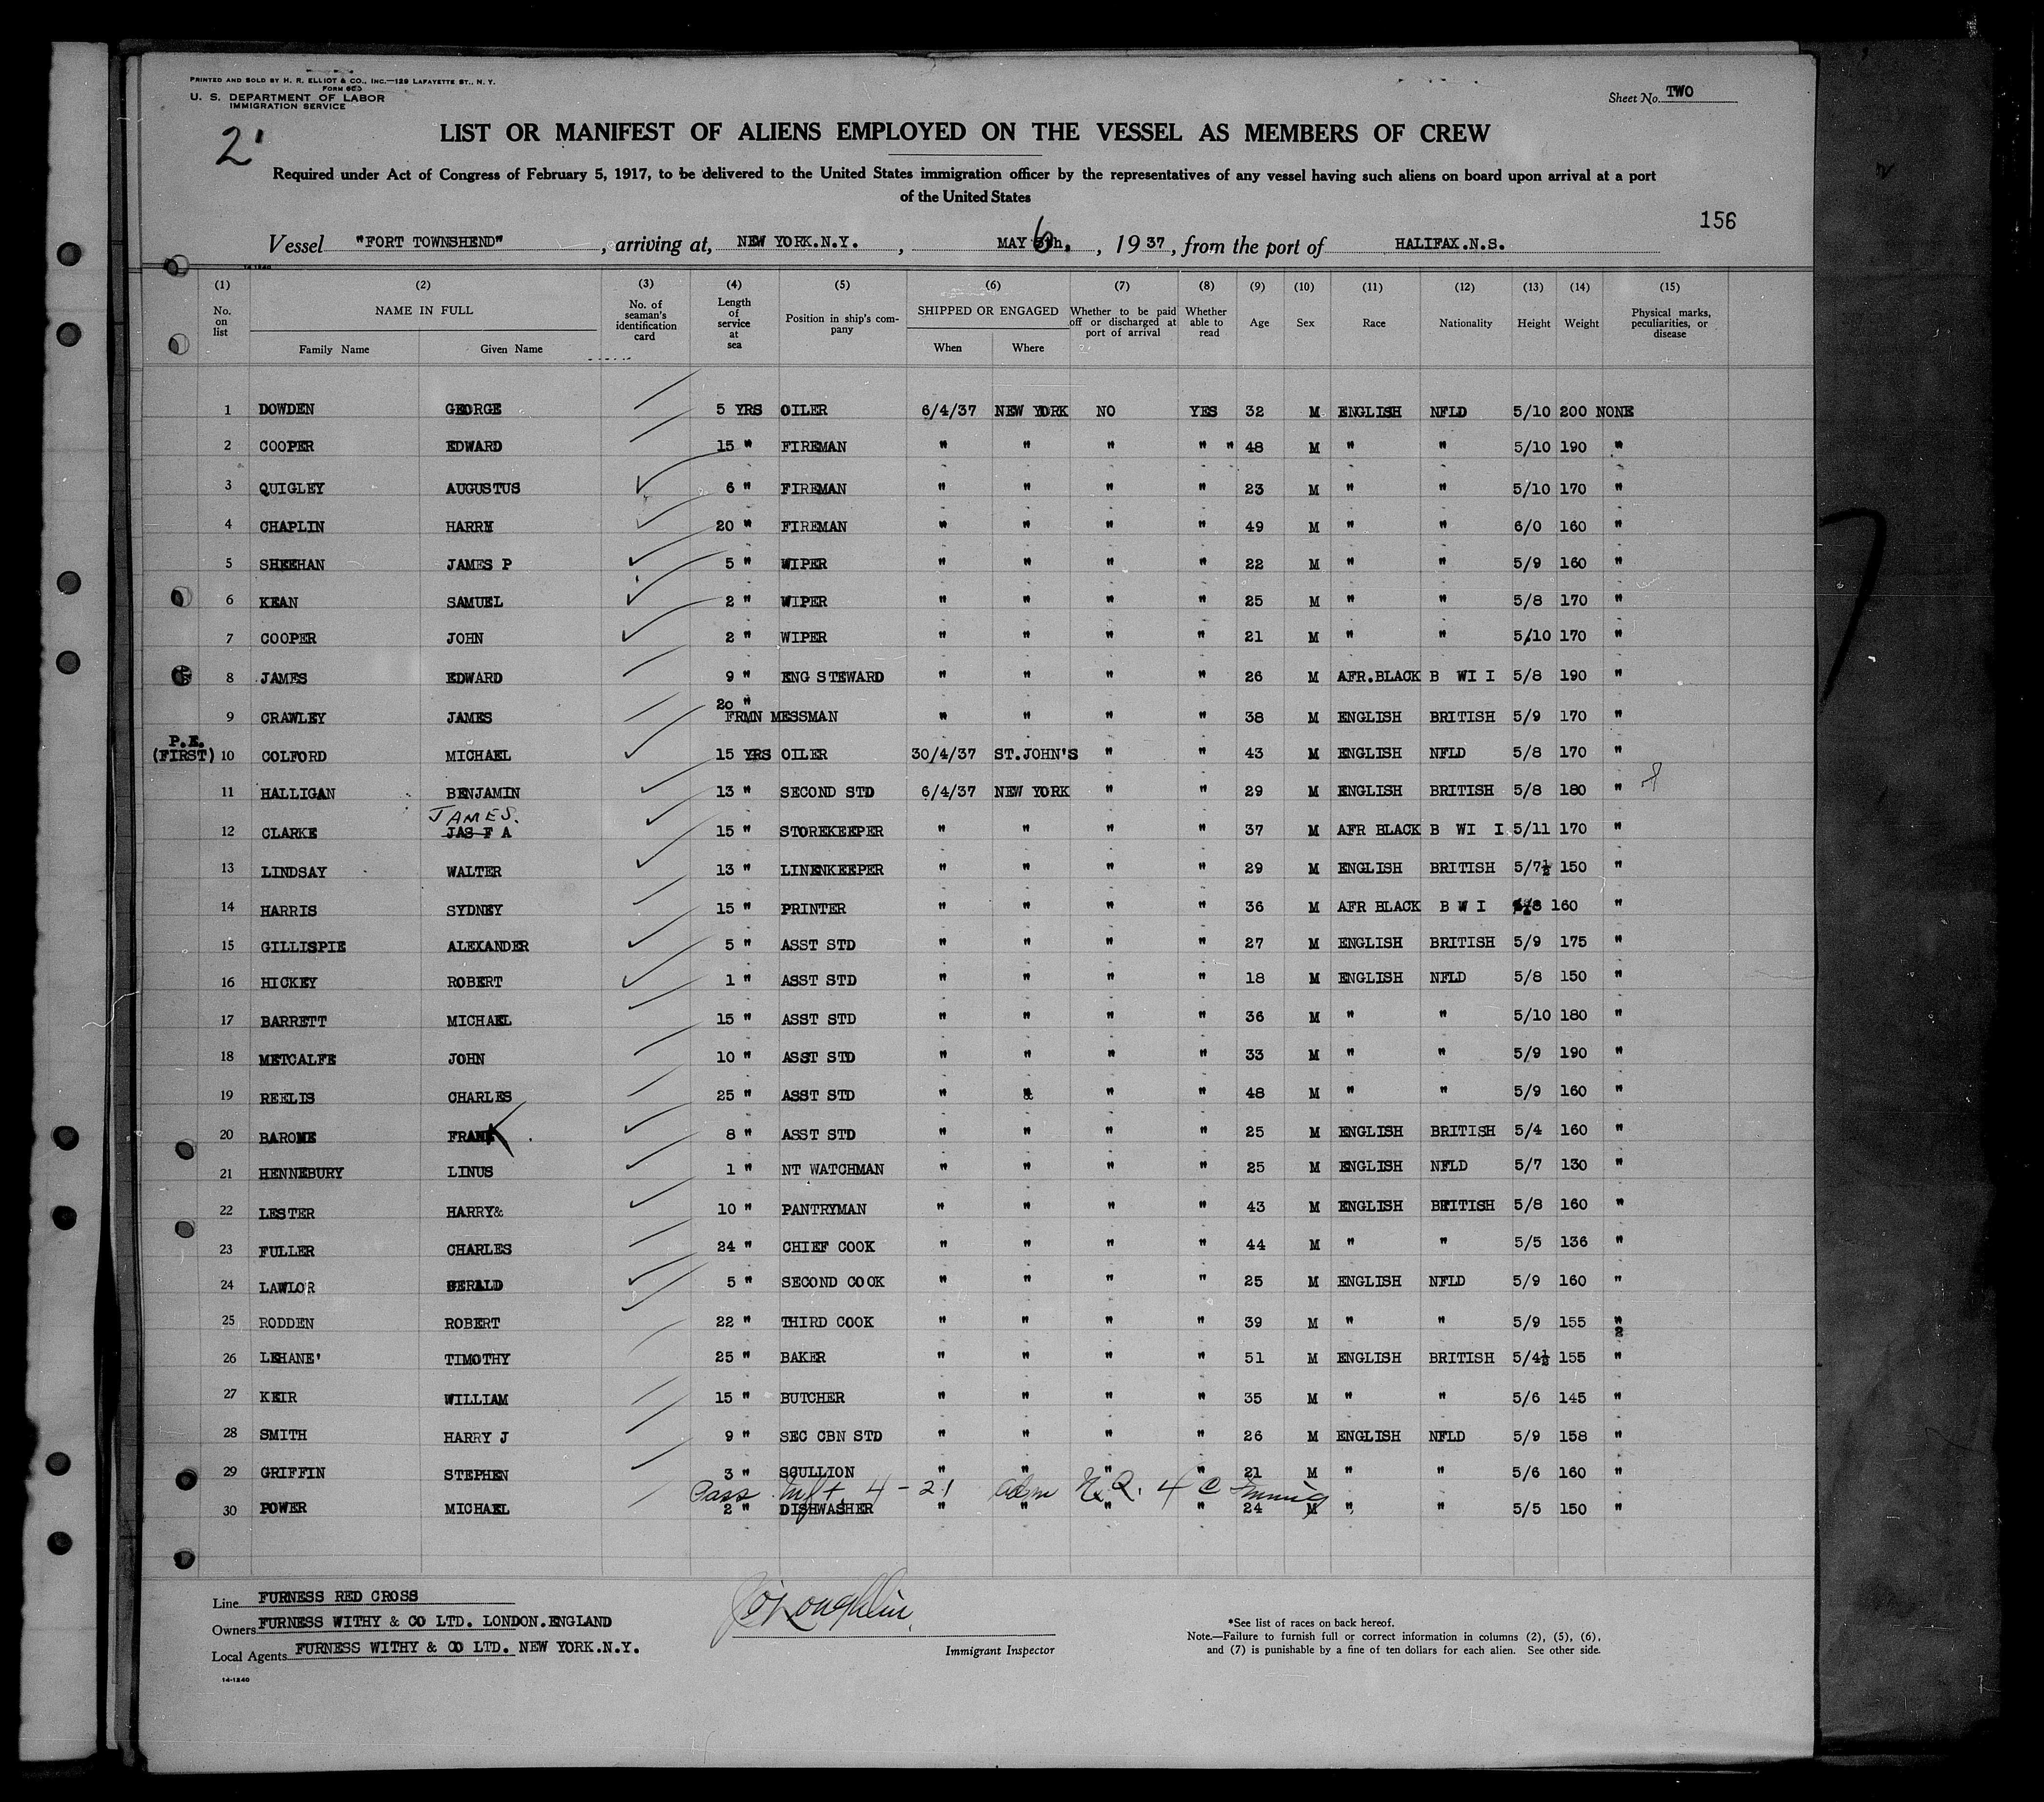 PRINTED AND SOLD BY H. R. ELLIOT & CO., INC.—129 LAFAYETTE ST., N. Y.
U. S. DEPARTMENT OF LABOR
IMMIGRATION SERVICE
Sheet No. TWO
2
LIST OR MANIFEST OF ALIENS EMPLOYED ON THE VESSEL AS MEMBERS OF CREW
Required under Act of Congress of February 5, 1917, to be delivered to the United States immigration officer by the representatives of any vessel having such aliens on board upon arrival at a port
of the United States
156
Vessel "FORT TOWNSHEND", arriving at, NEW YORK.N.Y., MAY 6th, 1937, from the port of HALIFAX.N.S.
14-1240
(1) (2) (3) (4) (5) (6) (7) (8) (9) (10) (11) (12) (13) (14) (15)
No. on list NAME IN FULL Family Name Given Name No. of seaman's identification card Length of service at sea Position in ship's company SHIPPED OR ENGAGED When Where Whether to be paid off or discharged at port of arrival Whether able to read Age Sex Race Nationality Height Weight Physical marks, peculiarities, or disease
1 DOWDEN GEORGE 5 YRS OILER 6/4/37 NEW YORK NO YES 32 M ENGLISH NFLD 5/10 200 NONE
2 COOPER EDWARD 15 " FIREMAN " " " " " 48 M " " 5/10 190 "
3 QUIGLEY AUGUSTUS 6 " FIREMAN " " " " 23 M " " 5/10 170 "
4 CHAPLIN HARRY 20 " FIREMAN " " " " 49 M " " 6/0 160 "
5 SHEEHAN JAMES P 5 " WIPER " " " " 22 M " " 5/9 160 "
6 KEAN SAMUEL 2 " WIPER " " " " 25 M " " 5/8 170 "
7 COOPER JOHN 2 " WIPER " " " " 21 M " " 5/10 170 "
8 JAMES EDWARD 9 " ENG STEWARD " " " " 26 M AFR.BLACK B WI I 5/8 190 "
9 CRAWLEY JAMES 20 " FRMN MESSMAN " " " " 38 M ENGLISH BRITISH 5/9 170 "
P.E.
(FIRST) 10 COLFORD MICHAEL 15 YRS OILER 30/4/37 ST.JOHN'S " " 43 M ENGLISH NFLD 5/8 170 "
11 HALLIGAN BENJAMIN 13 " SECOND STD 6/4/37 NEW YORK " " 29 M ENGLISH BRITISH 5/8 180 "
JAMES.
12 CLARKE JAS F A 15 " STOREKEEPER " " " " 37 M AFR BLACK B WI I 5/11 170 "
13 LINDSAY WALTER 13 " LINENKEEPER " " " " 29 M ENGLISH BRITISH 5/7½ 150 "
14 HARRIS SYDNEY 15 " PRINTER " " " " 36 M AFR BLACK B W I 5/8 160 "
15 GILLISPIE ALEXANDER 5 " ASST STD " " " " 27 M ENGLISH BRITISH 5/9 175 "
16 HICKEY ROBERT 1 " ASST STD " " " " 18 M ENGLISH NFLD 5/8 150 "
17 BARRETT MICHAEL 15 " ASST STD " " " " 36 M " " 5/10 180 "
18 METCALFE JOHN 10 " ASST STD " " " " 33 M " " 5/9 190 "
19 REELIS CHARLES 25 " ASST STD " & " " 48 M " " 5/9 160 "
20 BARONE FRANK 8 " ASST STD " " " " 25 M ENGLISH BRITISH 5/4 160 "
21 HENNEBURY LINUS 1 " NT WATCHMAN " " " " 25 M ENGLISH NFLD 5/7 130 "
22 LESTER HARRY& 10 " PANTRYMAN " " " " 43 M ENGLISH BRITISH 5/8 160 "
23 FULLER CHARLES 24 " CHIEF COOK " " " " 44 M " " 5/5 136 "
24 LAWLOR GERALD 5 " SECOND COOK " " " " 25 M ENGLISH NFLD 5/9 160 "
25 RODDEN ROBERT 22 " THIRD COOK " " " " 39 M " " 5/9 155 "
26 LEHANE' TIMOTHY 25 " BAKER " " " " 51 M ENGLISH BRITISH 5/4½ 155 "
27 KEIR WILLIAM 15 " BUTCHER " " " " 35 M " " 5/6 145 "
28 SMITH HARRY J 9 " SEC CBN STD " " " " 26 M ENGLISH NFLD 5/9 158 "
29 GRIFFIN STEPHEN 3 " SCULLION " " " " 21 M " " 5/6 160 "
Pass 4-21 4
30 POWER MICHAEL 2 " DISHWASHER " " " " 24 M " " 5/5 150 "
Line FURNESS RED CROSS
Owners FURNESS WITHY & CO LTD. LONDON.ENGLAND
Local Agents FURNESS WITHY & CO LTD. NEW YORK.N.Y.
14-1240
J O'Loughlin
Immigrant Inspector
*See list of races on back hereof.
Note.—Failure to furnish full or correct information in columns (2), (5), (6),
and (7) is punishable by a fine of ten dollars for each alien. See other side.